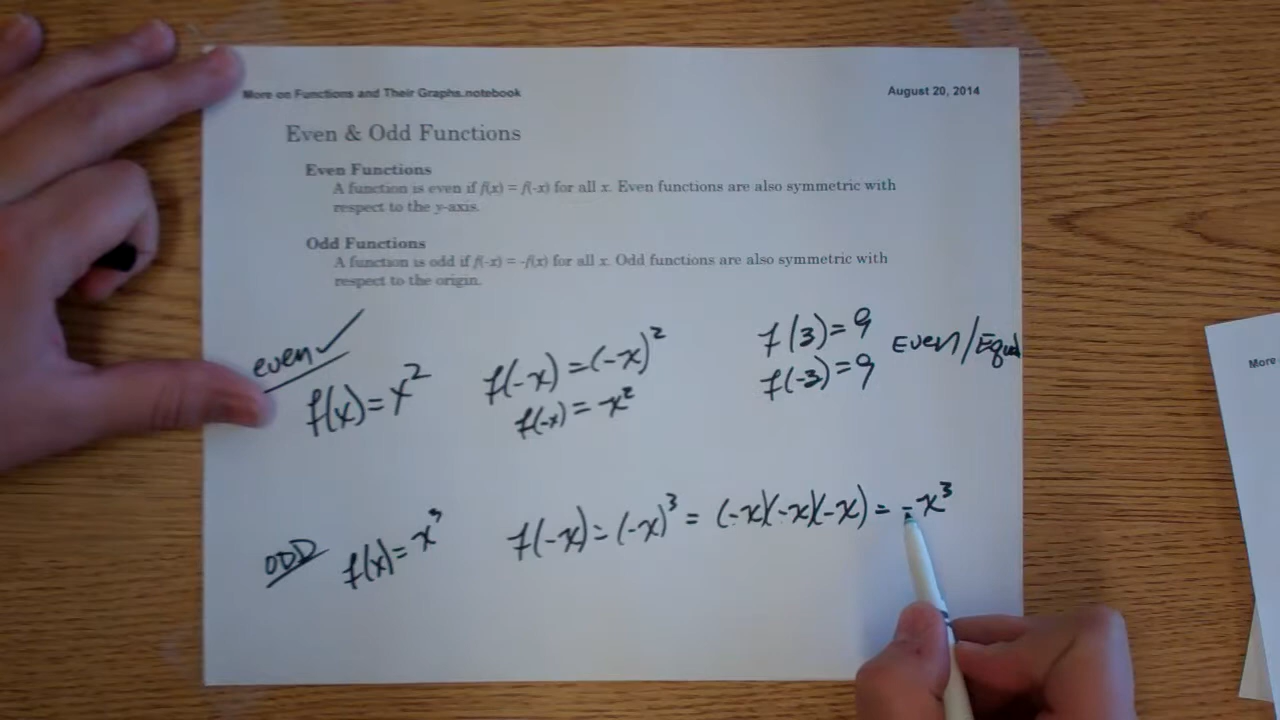 More on Functions and Their Graphs.notebook
August 20, 2014
Even & Odd Functions
Even Functions
A function is even if f(x) = f(-x) for all x. Even functions are also symmetric with
respect to the y-axis.
Odd Functions
A function is odd if f(-x) = -f(x) for all x. Odd functions are also symmetric with
respect to the origin.
even ✓
f(x)=x²
f(-x)=(-x)²
f(-x)=-x²
f(3)=9
f(-3)=9
Even/Equal
ODD
f(x)=x³
f(-x)=(-x)³ = (-x)(-x)(-x) = -x³
More